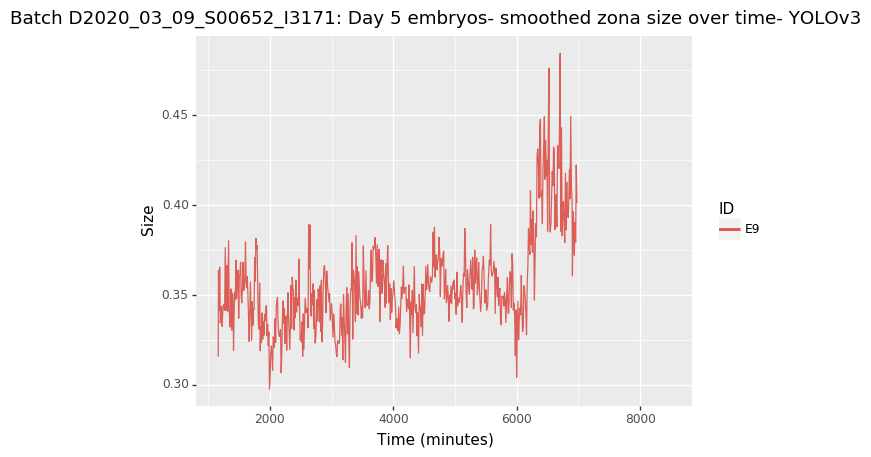 Batch D2020_03_09_S00652_I3171: Day 5 embryos- smoothed zona size over time- YOLOv3
0.45
0.40
0.35
0.30
Size
2000
4000
6000
8000
Time (minutes)
ID
E9